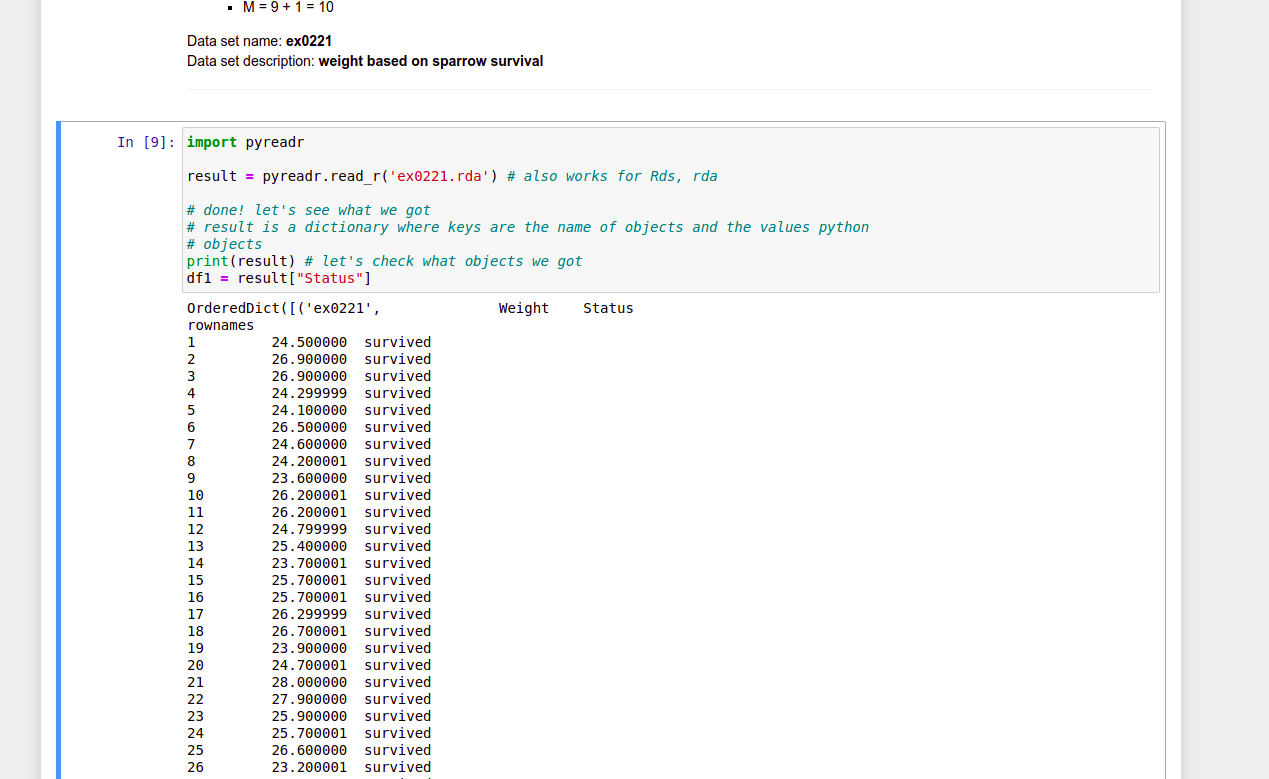 ▪ M = 9 + 1 = 10
Data set name: ex0221
Data set description: weight based on sparrow survival
In [9]: import pyreadr
result = pyreadr.read_r('ex0221.rda') # also works for Rds, rda
# done! let's see what we got
# result is a dictionary where keys are the name of objects and the values python
# objects
print(result) # let's check what objects we got
df1 = result["Status"]
OrderedDict([('ex0221',              Weight    Status
rownames
1         24.500000  survived
2         26.900000  survived
3         26.900000  survived
4         24.299999  survived
5         24.100000  survived
6         26.500000  survived
7         24.600000  survived
8         24.200001  survived
9         23.600000  survived
10        26.200001  survived
11        26.200001  survived
12        24.799999  survived
13        25.400000  survived
14        23.700001  survived
15        25.700001  survived
16        25.700001  survived
17        26.299999  survived
18        26.700001  survived
19        23.900000  survived
20        24.700001  survived
21        28.000000  survived
22        27.900000  survived
23        25.900000  survived
24        25.700001  survived
25        26.600000  survived
26        23.200001  survived